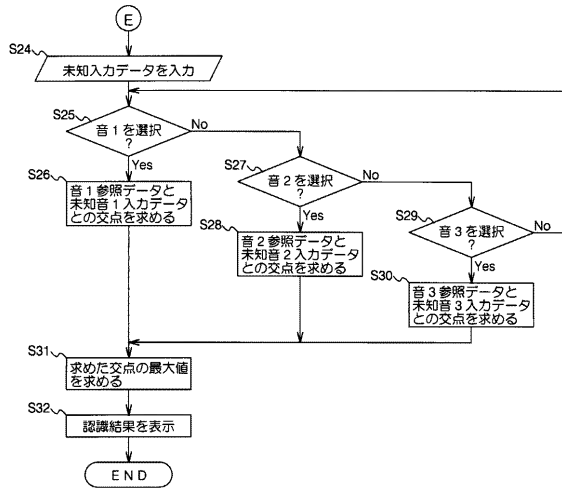 E
S24
未知入力データを入力
S25
音1を選択
?
No
Yes
S26
音1参照データと
未知音1入力データ
との交点を求める
S27
音2を選択
?
No
Yes
S28
音2参照データと
未知音2入力データ
との交点を求める
S29
音3を選択
?
No
Yes
S30
音3参照データと
未知音3入力データ
との交点を求める
S31
求めた交点の最大値
を求める
S32
認識結果を表示
END